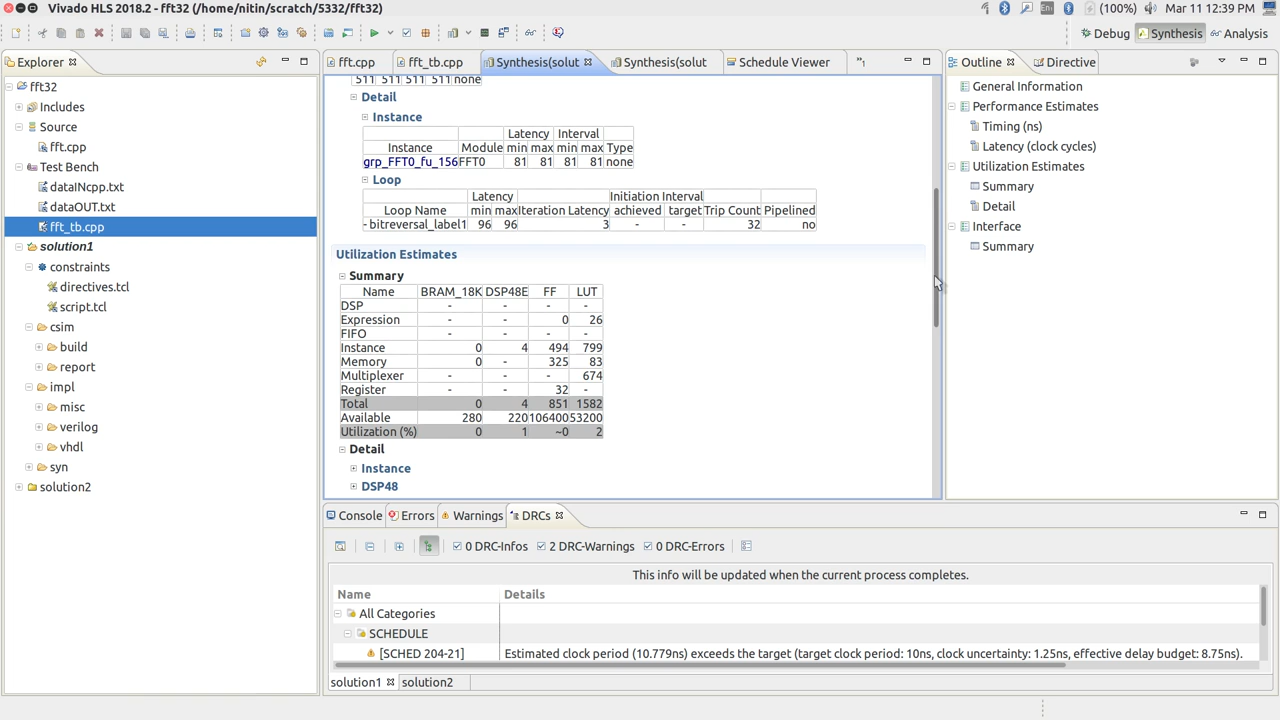 Vivado HLS 2018.2 - fft32 (/home/nitin/scratch/5332/fft32)
En
(100%)
Mar 11 12:39 PM
Debug
Synthesis
Analysis
Explorer
fft.cpp
fft_tb.cpp
Synthesis(solut
Synthesis(solut
Schedule Viewer
»1
Outline
Directive
fft32
Includes
Source
fft.cpp
Test Bench
dataINcpp.txt
dataOUT.txt
fft_tb.cpp
solution1
constraints
directives.tcl
script.tcl
csim
build
report
impl
misc
verilog
vhdl
syn
solution2
511 511 511 511 none
Detail
Instance
Latency Interval
Instance Module min max min max Type
grp_FFT0_fu_156 FFT0 81 81 81 81 none
Loop
Latency Initiation Interval
Loop Name min max Iteration Latency achieved target Trip Count Pipelined
- bitreversal_label1 96 96 3 - - 32 no
Utilization Estimates
Summary
Name BRAM_18K DSP48E FF LUT
DSP - - - -
Expression - - 0 26
FIFO - - - -
Instance 0 4 494 799
Memory 0 - 325 83
Multiplexer - - - 674
Register - - 32 -
Total 0 4 851 1582
Available 280 220 106400 53200
Utilization (%) 0 1 ~0 2
Detail
Instance
DSP48
General Information
Performance Estimates
Timing (ns)
Latency (clock cycles)
Utilization Estimates
Summary
Detail
Interface
Summary
Console
Errors
Warnings
DRCs
0 DRC-Infos
2 DRC-Warnings
0 DRC-Errors
This info will be updated when the current process completes.
Name Details
All Categories
SCHEDULE
[SCHED 204-21] Estimated clock period (10.779ns) exceeds the target (target clock period: 10ns, clock uncertainty: 1.25ns, effective delay budget: 8.75ns).
solution1
solution2